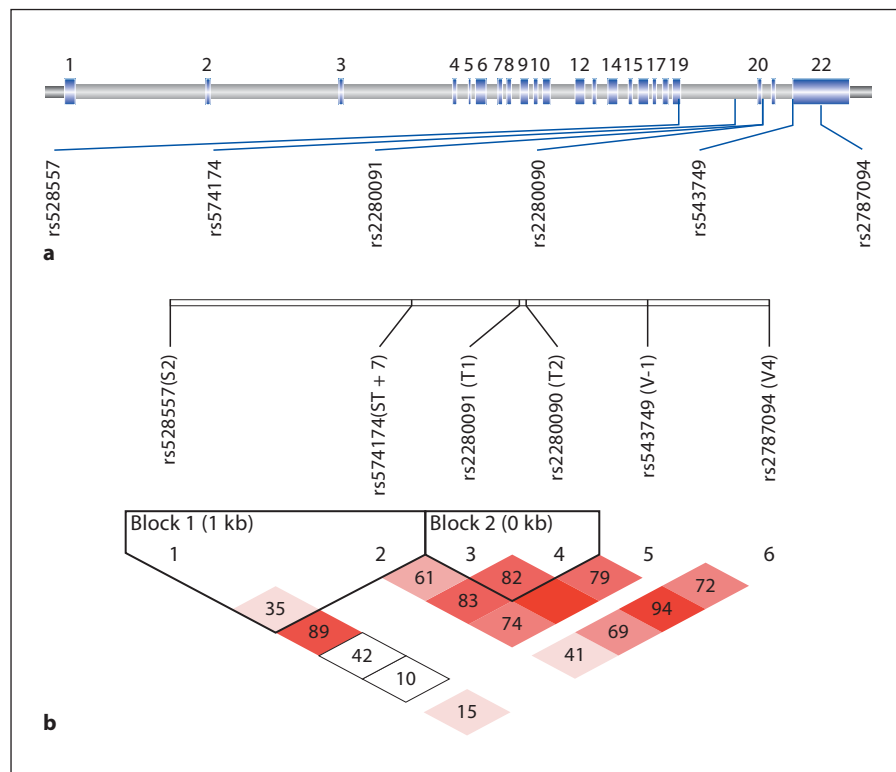 1 2 3 4 5 6 7 8 9 10 12 14 15 17 19 20 22
rs528557
rs574174
rs2280091
rs2280090
rs543749
rs2787094
a
rs528557(S2)
rs574174(ST + 7)
rs2280091 (T1)
rs2280090 (T2)
rs543749 (V-1)
rs2787094 (V4)
Block 1 (1 kb) Block 2 (0 kb)
1 2 3 4 5 6
61 82 79 72
35 83 94
89 74 69
42 41
10
15
b